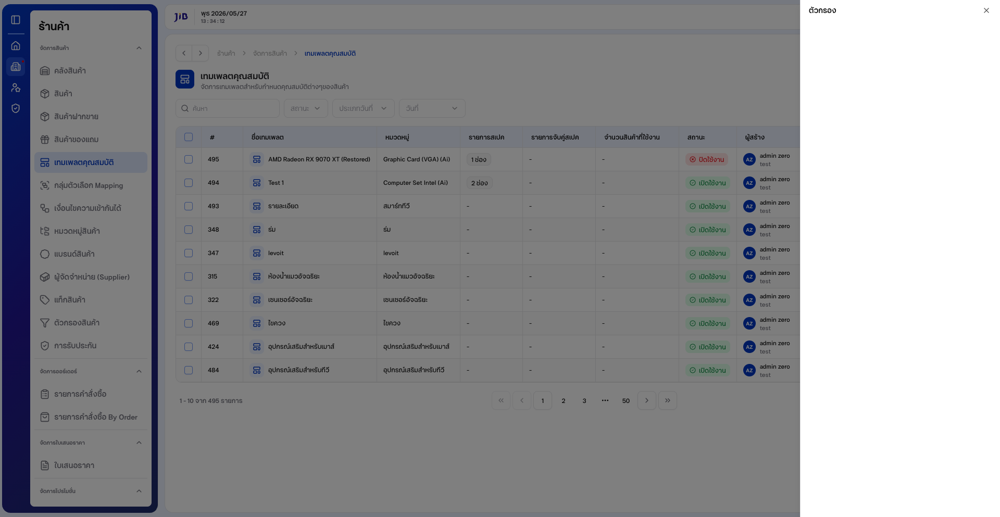 ร้านค้า
จัดการสินค้า
คลังสินค้า
สินค้า
สินค้าฝากขาย
สินค้าของแถม
เทมเพลตคุณสมบัติ
กลุ่มตัวเลือก Mapping
เงื่อนไขความเข้ากันได้
หมวดหมู่สินค้า
แบรนด์สินค้า
ผู้จัดจำหน่าย (Supplier)
แท็กสินค้า
ตัวกรองสินค้า
การรับประกัน
จัดการออร์เดอร์
รายการคำสั่งซื้อ
รายการคำสั่งซื้อ By Order
จัดการใบเสนอราคา
ใบเสนอราคา
จัดการโปรโมชั่น
JIB
พุธ 2026/05/27
13 : 34 : 12
ร้านค้า จัดการสินค้า เทมเพลตคุณสมบัติ
เทมเพลตคุณสมบัติ
จัดการเทมเพลตสำหรับกำหนดคุณสมบัติต่างๆของสินค้า
ค้นหา สถานะ ประเภทวันที่ วันที่
# ชื่อเทมเพลต หมวดหมู่ รายการสเปค รายการจับคู่สเปค จำนวนสินค้าที่ใช้งาน สถานะ ผู้สร้าง
495 AMD Radeon RX 9070 XT (Restored) Graphic Card (VGA) (Ai) 1 ช่อง - - ปิดใช้งาน AZ admin zero
test
494 Test 1 Computer Set Intel (Ai) 2 ช่อง - - เปิดใช้งาน AZ admin zero
test
493 รายละเอียด สมาร์ททีวี - - - เปิดใช้งาน AZ admin zero
test
348 ร่ม ร่ม - - - เปิดใช้งาน AZ admin zero
test
347 levoit levoit - - - เปิดใช้งาน AZ admin zero
test
315 ห้องน้ำแมวอัจฉริยะ ห้องน้ำแมวอัจฉริยะ - - - เปิดใช้งาน AZ admin zero
test
322 เซนเซอร์อัจฉริยะ เซนเซอร์อัจฉริยะ - - - เปิดใช้งาน AZ admin zero
test
469 ไขควง ไขควง - - - เปิดใช้งาน AZ admin zero
test
424 อุปกรณ์เสริมสำหรับเมาส์ อุปกรณ์เสริมสำหรับเมาส์ - - - เปิดใช้งาน AZ admin zero
test
484 อุปกรณ์เสริมสำหรับทีวี อุปกรณ์เสริมสำหรับทีวี - - - เปิดใช้งาน AZ admin zero
test
1 - 10 จาก 495 รายการ 1 2 3 ••• 50
ตัวกรอง